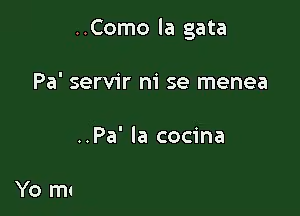 ..Como la gata
Pa' servir ni se menea
..Pa' la cocina
Yo